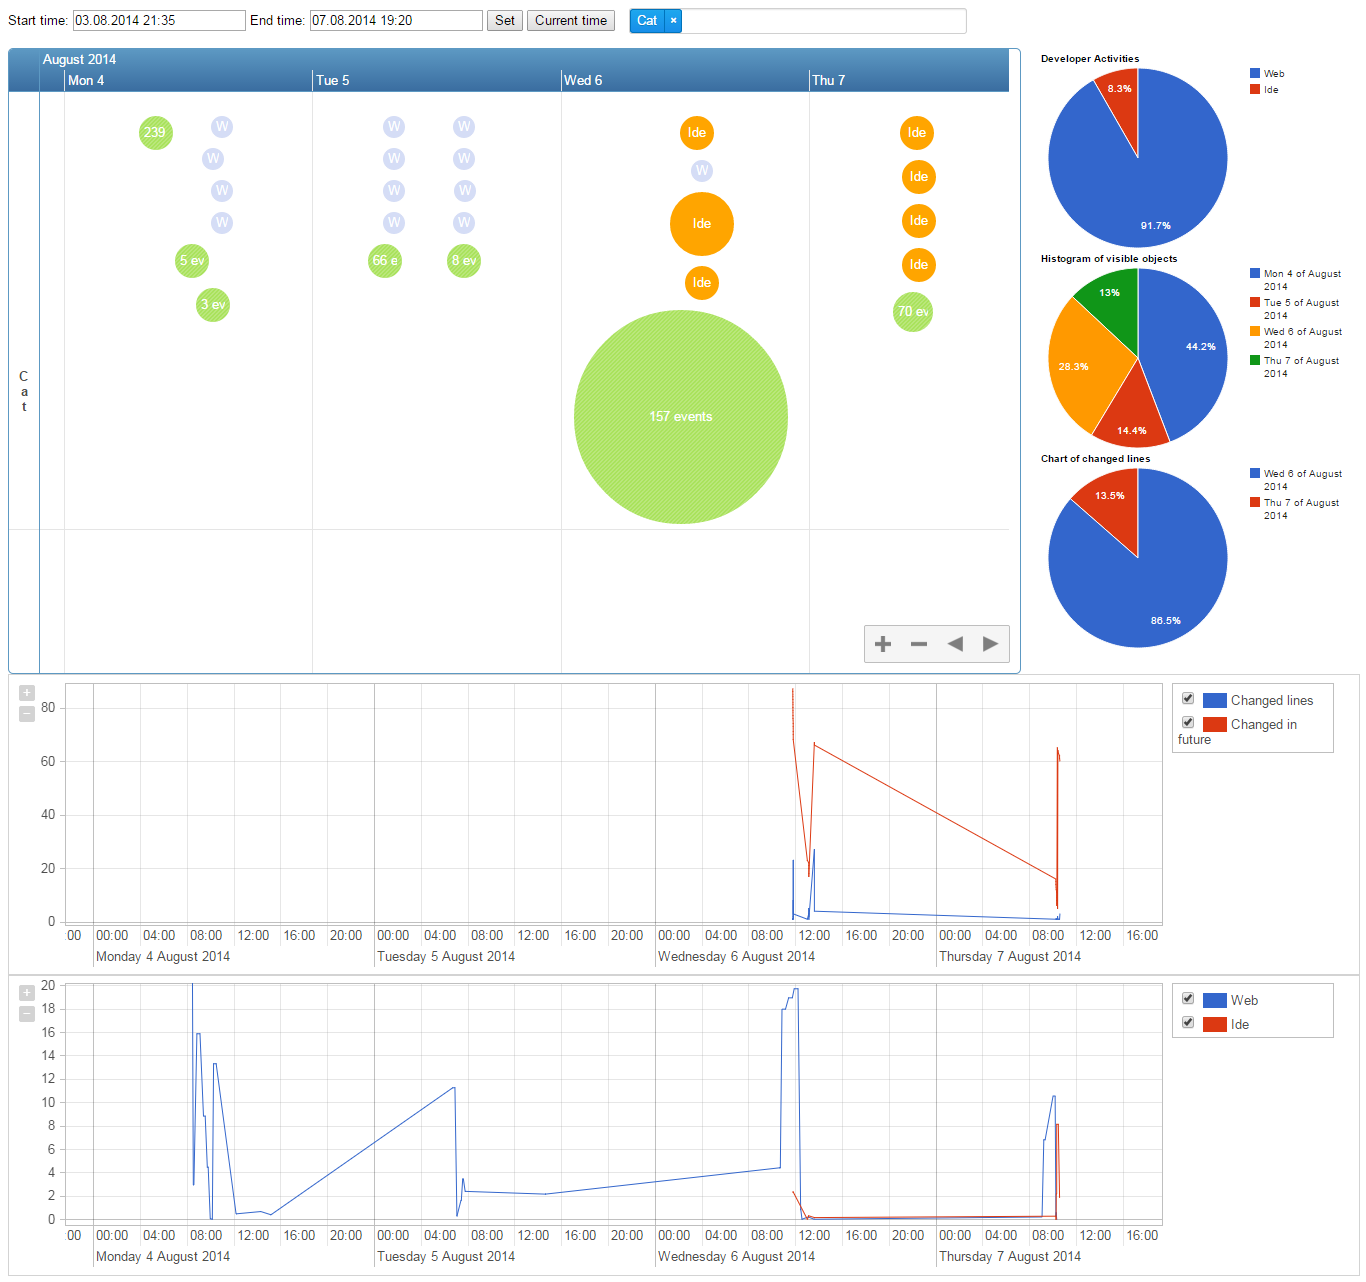 Start time: 03.08.2014 21:35 End time: 07.08.2014 19:20 Set Current time Cat ×
August 2014
Mon 4 Tue 5 Wed 6 Thu 7
239 W W W Ide Ide
W W W W Ide
W W W Ide Ide
W W W Ide Ide
5 ev 66 e 8 ev
3 ev 70 ev
157 events
C
a
t
Developer Activities
8.3%
91.7%
Web
Ide
Histogram of visible objects
13%
44.2%
28.3%
14.4%
Mon 4 of August
2014
Tue 5 of August
2014
Wed 6 of August
2014
Thu 7 of August
2014
Chart of changed lines
13.5%
86.5%
Wed 6 of August
2014
Thu 7 of August
2014
80
60
40
20
0
:00 00:00 04:00 08:00 12:00 16:00 20:00 00:00 04:00 08:00 12:00 16:00 20:00 00:00 04:00 08:00 12:00 16:00 20:00 00:00 04:00 08:00 12:00 16:00
Monday 4 August 2014 Tuesday 5 August 2014 Wednesday 6 August 2014 Thursday 7 August 2014
Changed lines
Changed in
future
20
18
16
14
12
10
8
6
4
2
0
:00 00:00 04:00 08:00 12:00 16:00 20:00 00:00 04:00 08:00 12:00 16:00 20:00 00:00 04:00 08:00 12:00 16:00 20:00 00:00 04:00 08:00 12:00 16:00
Monday 4 August 2014 Tuesday 5 August 2014 Wednesday 6 August 2014 Thursday 7 August 2014
Web
Ide